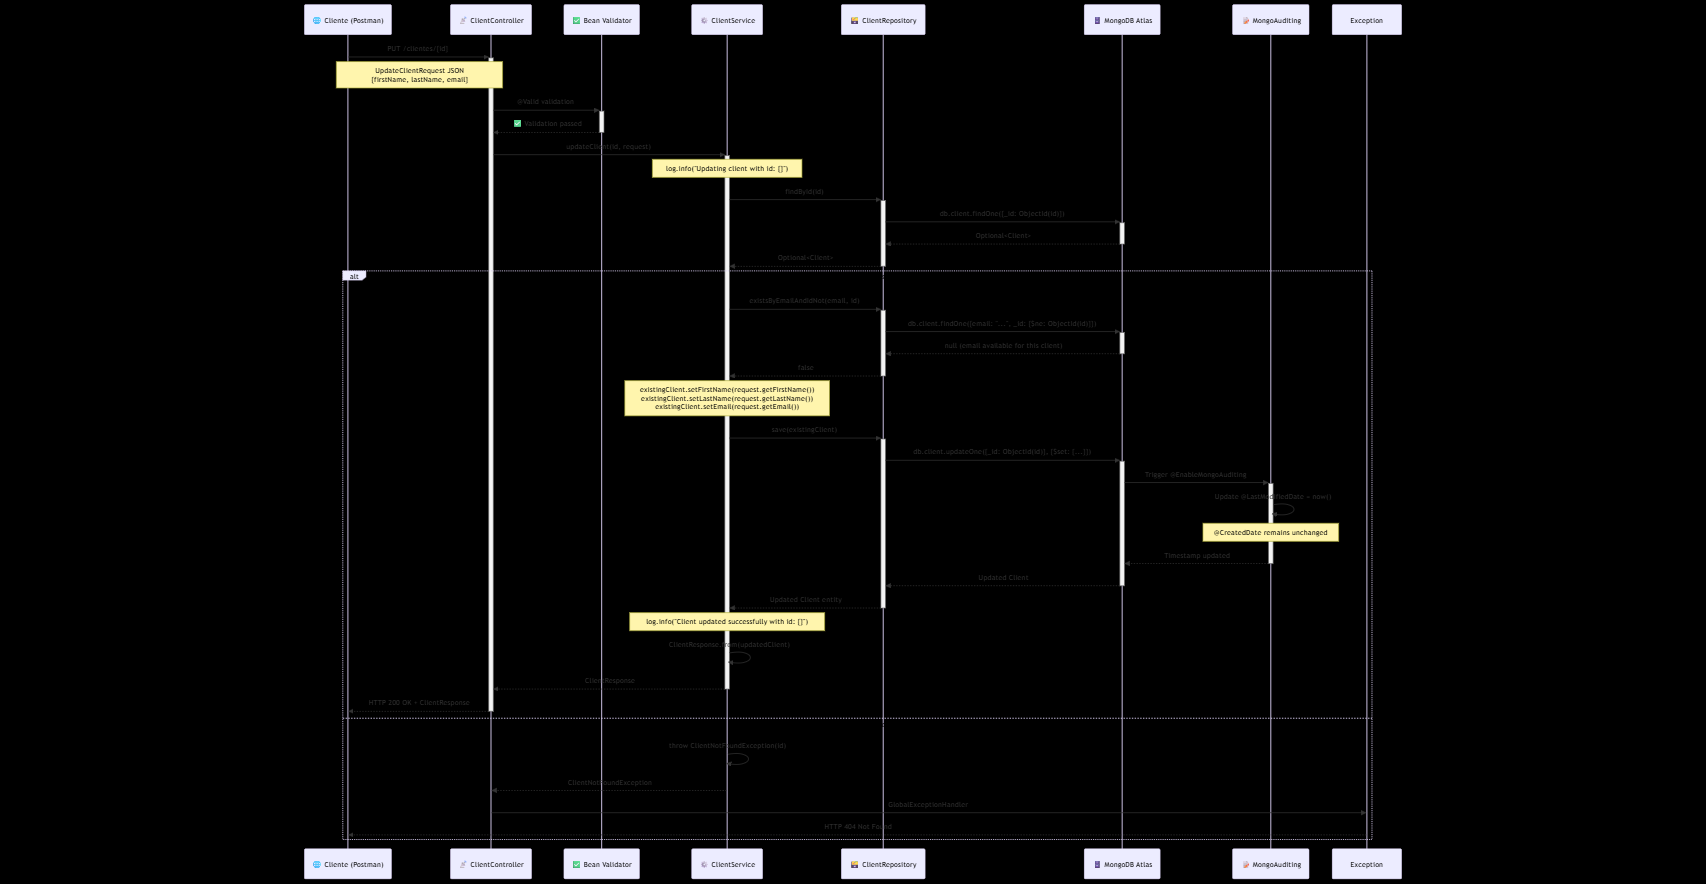 Cliente (Postman)
ClientController
Bean Validator
ClientService
ClientRepository
MongoDB Atlas
MongoAuditing
Exception
PUT /clientes/{id}
UpdateClientRequest JSON
{firstName, lastName, email}
@Valid validation
✅ Validation passed
updateClient(id, request)
log.info("Updating client with id: {}")
findById(id)
db.client.findOne({_id: ObjectId(id)})
Optional<Client>
Optional<Client>
alt
existsByEmailAndIdNot(email, id)
db.client.findOne({email: "...", _id: {$ne: ObjectId(id)}})
null (email available for this client)
false
existingClient.setFirstName(request.getFirstName())
existingClient.setLastName(request.getLastName())
existingClient.setEmail(request.getEmail())
save(existingClient)
db.client.updateOne({_id: ObjectId(id)}, {$set: {...}})
Trigger @EnableMongoAuditing
Update @LastModifiedDate = now()
@CreatedDate remains unchanged
Timestamp updated
Updated Client
Updated Client entity
log.info("Client updated successfully with id: {}")
ClientResponse.from(updatedClient)
ClientResponse
HTTP 200 OK + ClientResponse
throw ClientNotFoundException(id)
ClientNotFoundException
GlobalExceptionHandler
HTTP 404 Not Found
Cliente (Postman)
ClientController
Bean Validator
ClientService
ClientRepository
MongoDB Atlas
MongoAuditing
Exception